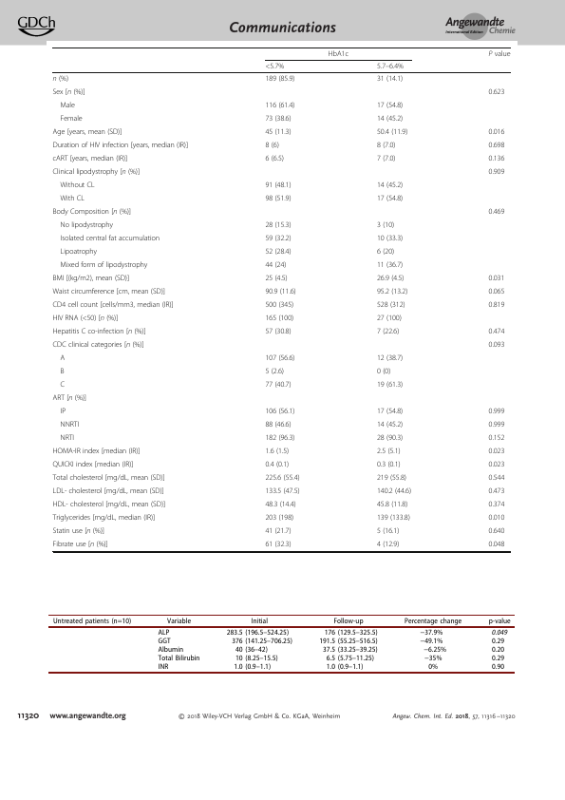 GDCh
Communications
Angewandte
International Edition Chemie
HbA1c P value
<5.7% 5.7–6.4%
n (%) 189 (85.9) 31 (14.1)
Sex [n (%)] 0.623
Male 116 (61.4) 17 (54.8)
Female 73 (38.6) 14 (45.2)
Age [years, mean (SD)] 45 (11.3) 50.4 (11.9) 0.016
Duration of HIV infection [years, median (IR)] 8 (6) 8 (7.0) 0.698
cART [years, median (IR)] 6 (6.5) 7 (7.0) 0.136
Clinical lipodystrophy [n (%)] 0.909
Without CL 91 (48.1) 14 (45.2)
With CL 98 (51.9) 17 (54.8)
Body Composition [n (%)] 0.469
No lipodystrophy 28 (15.3) 3 (10)
Isolated central fat accumulation 59 (32.2) 10 (33.3)
Lipoatrophy 52 (28.4) 6 (20)
Mixed form of lipodystrophy 44 (24) 11 (36.7)
BMI [(kg/m2), mean (SD)] 25 (4.5) 26.9 (4.5) 0.031
Waist circumference [cm, mean (SD)] 90.9 (11.6) 95.2 (13.2) 0.065
CD4 cell count [cells/mm3, median (IR)] 500 (345) 528 (312) 0.819
HIV RNA (<50) [n (%)] 165 (100) 27 (100)
Hepatitis C co-infection [n (%)] 57 (30.8) 7 (22.6) 0.474
CDC clinical categories [n (%)] 0.093
A 107 (56.6) 12 (38.7)
B 5 (2.6) 0 (0)
C 77 (40.7) 19 (61.3)
ART [n (%)]
IP 106 (56.1) 17 (54.8) 0.999
NNRTI 88 (46.6) 14 (45.2) 0.999
NRTI 182 (96.3) 28 (90.3) 0.152
HOMA-IR index [median (IR)] 1.6 (1.5) 2.5 (5.1) 0.023
QUICKI index [median (IR)] 0.4 (0.1) 0.3 (0.1) 0.023
Total cholesterol [mg/dL, mean (SD)] 225.6 (55.4) 219 (55.8) 0.544
LDL- cholesterol [mg/dL, mean (SD)] 133.5 (47.5) 140.2 (44.6) 0.473
HDL- cholesterol [mg/dL, mean (SD)] 48.3 (14.4) 45.8 (11.8) 0.374
Triglycerides [mg/dL, median (IR)] 203 (198) 139 (133.8) 0.010
Statin use [n (%)] 41 (21.7) 5 (16.1) 0.640
Fibrate use [n (%)] 61 (32.3) 4 (12.9) 0.048
Untreated patients (n=10) Variable Initial Follow-up Percentage change p-value
ALP 283.5 (196.5–524.25) 176 (129.5–325.5) −37.9% 0.049
GGT 376 (141.25–706.25) 191.5 (55.25–516.5) −49.1% 0.29
Albumin 40 (36–42) 37.5 (33.25–39.25) −6.25% 0.20
Total Bilirubin 10 (8.25–15.5) 6.5 (5.75–11.25) −35% 0.29
INR 1.0 (0.9–1.1) 1.0 (0.9–1.1) 0% 0.90
11320 www.angewandte.org © 2018 Wiley-VCH Verlag GmbH & Co. KGaA, Weinheim Angew. Chem. Int. Ed. 2018, 57, 11316–11320